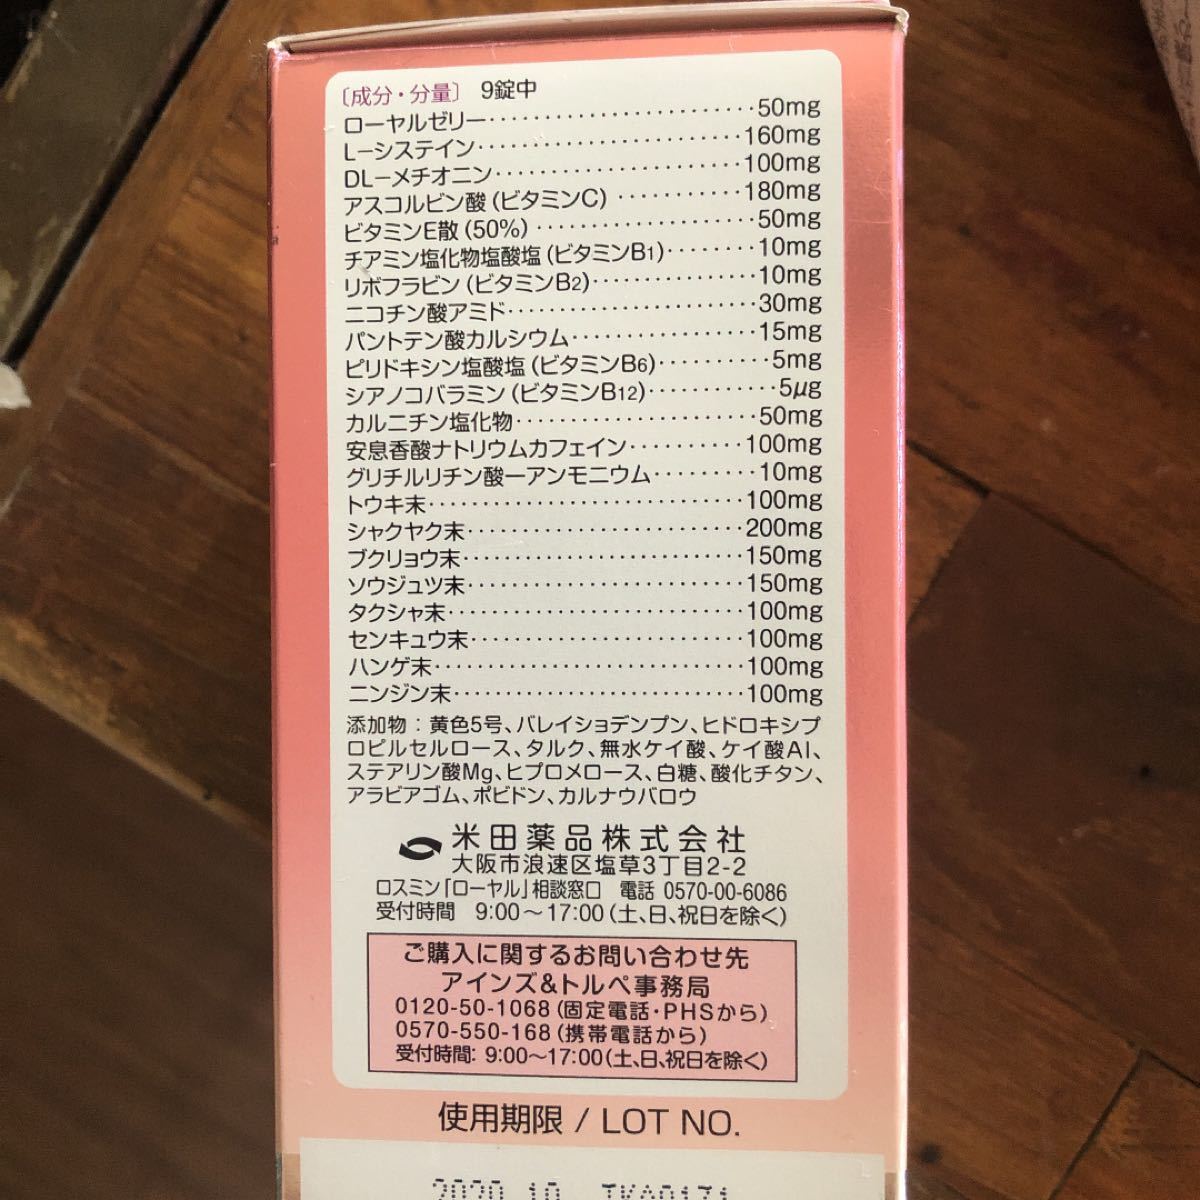 〔成分・分量〕 9錠中
ローヤルゼリー・・・・・・・・・・・・・・・・・・・・・・50mg
L−システイン・・・・・・・・・・・・・・・・・・・・・160mg
DL−メチオニン・・・・・・・・・・・・・・・・・・・・100mg
アスコルビン酸(ビタミンC)・・・・・・・・・・180mg
ビタミンE散(50%)・・・・・・・・・・・・・・・・・・50mg
チアミン塩化物塩酸塩(ビタミンB1)・・・・・・・10mg
リボフラビン(ビタミンB2)・・・・・・・・・・・・・10mg
ニコチン酸アミド・・・・・・・・・・・・・・・・・・・・30mg
パントテン酸カルシウム・・・・・・・・・・・・・・・15mg
ピリドキシン塩酸塩(ビタミンB6)・・・・・・・・・5mg
シアノコバラミン(ビタミンB12)・・・・・・・・・・5μg
カルニチン塩化物・・・・・・・・・・・・・・・・・・・・50mg
安息香酸ナトリウムカフェイン・・・・・・・・・・100mg
グリチルリチン酸一アンモニウム・・・・・・・・・10mg
トウキ末・・・・・・・・・・・・・・・・・・・・・・・・・100mg
シャクヤク末・・・・・・・・・・・・・・・・・・・・・・200mg
ブクリョウ末・・・・・・・・・・・・・・・・・・・・・・150mg
ソウジュツ末・・・・・・・・・・・・・・・・・・・・・・150mg
タクシャ末・・・・・・・・・・・・・・・・・・・・・・・・100mg
センキュウ末・・・・・・・・・・・・・・・・・・・・・・100mg
ハンゲ末・・・・・・・・・・・・・・・・・・・・・・・・・100mg
ニンジン末・・・・・・・・・・・・・・・・・・・・・・・・100mg
添加物：黄色5号、バレイショデンプン、ヒドロキシプ
ロピルセルロース、タルク、無水ケイ酸、ケイ酸Al、
ステアリン酸Mg、ヒプロメロース、白糖、酸化チタン、
アラビアゴム、ポビドン、カルナウバロウ
米田薬品株式会社
大阪市浪速区塩草3丁目2-2
ロスミン「ローヤル」相談窓口 電話 0570-00-6086
受付時間 9:00～17:00(土、日、祝日を除く)
ご購入に関するお問い合わせ先
アインズ&トルペ事務局
0120-50-1068(固定電話・PHSから)
0570-550-168(携帯電話から)
受付時間: 9:00～17:00(土、日、祝日を除く)
使用期限 / LOT NO.
2020.10 TKA0171